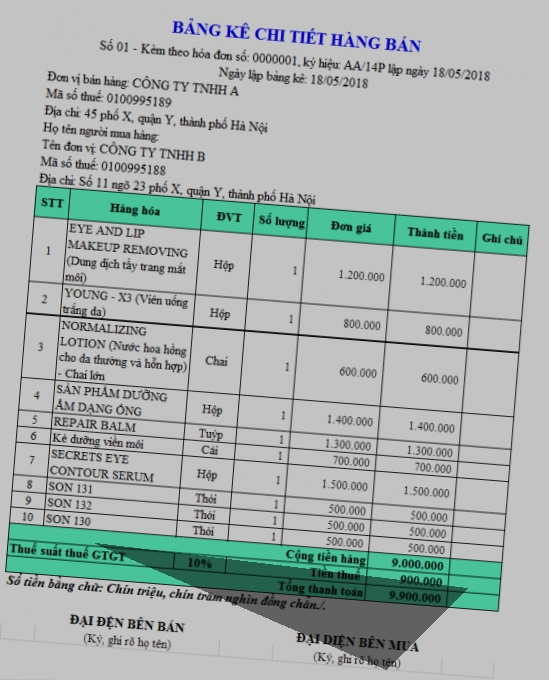 BẢNG KÊ CHI TIẾT HÀNG BÁN
Số 01 - Kèm theo hóa đơn số: 0000001, ký hiệu: AA/14P lập ngày 18/05/2018
Ngày lập bảng kê: 18/05/2018
Đơn vị bán hàng: CÔNG TY TNHH A
Mã số thuế: 0100995189
Địa chỉ: 45 phố X, quận Y, thành phố Hà Nội
Họ tên người mua hàng:
Tên đơn vị: CÔNG TY TNHH B
Mã số thuế: 0100995188
Địa chỉ: Số 11 ngõ 23 phố X, quận Y, thành phố Hà Nội
STT Hàng hóa ĐVT Số lượng Đơn giá Thành tiền Ghi chú
1 EYE AND LIP
MAKEUP REMOVING
(Dung dịch tẩy trang mắt
môi) Hộp 1 1.200.000 1.200.000
2 YOUNG - X3 (Viên uống
trắng da) Hộp 1 800.000 800.000
3 NORMALIZING
LOTION (Nước hoa hồng
cho da thường và hỗn hợp)
- Chai lớn Chai 1 600.000 600.000
4 SẢN PHẨM DƯỠNG
ẨM DẠNG ỐNG Hộp 1 1.400.000 1.400.000
5 REPAIR BALM Tuýp 1 1.300.000 1.300.000
6 Kẻ dưỡng viền môi Cái 1 700.000 700.000
7 SECRETS EYE
CONTOUR SERUM Hộp 1 1.500.000 1.500.000
8 SON 131 Thỏi 1 500.000 500.000
9 SON 132 Thỏi 1 500.000 500.000
10 SON 130 Thỏi 1 500.000 500.000
Cộng tiền hàng 9.000.000
Thuế suất thuế GTGT 10% Tiền thuế 900.000
Tổng thanh toán 9.900.000
Số tiền bằng chữ: Chín triệu, chín trăm nghìn đồng chẵn./.
ĐẠI ĐỆN BÊN BÁN ĐẠI DIỆN BÊN MUA
(Ký, ghi rõ họ tên) (Ký, ghi rõ họ tên)